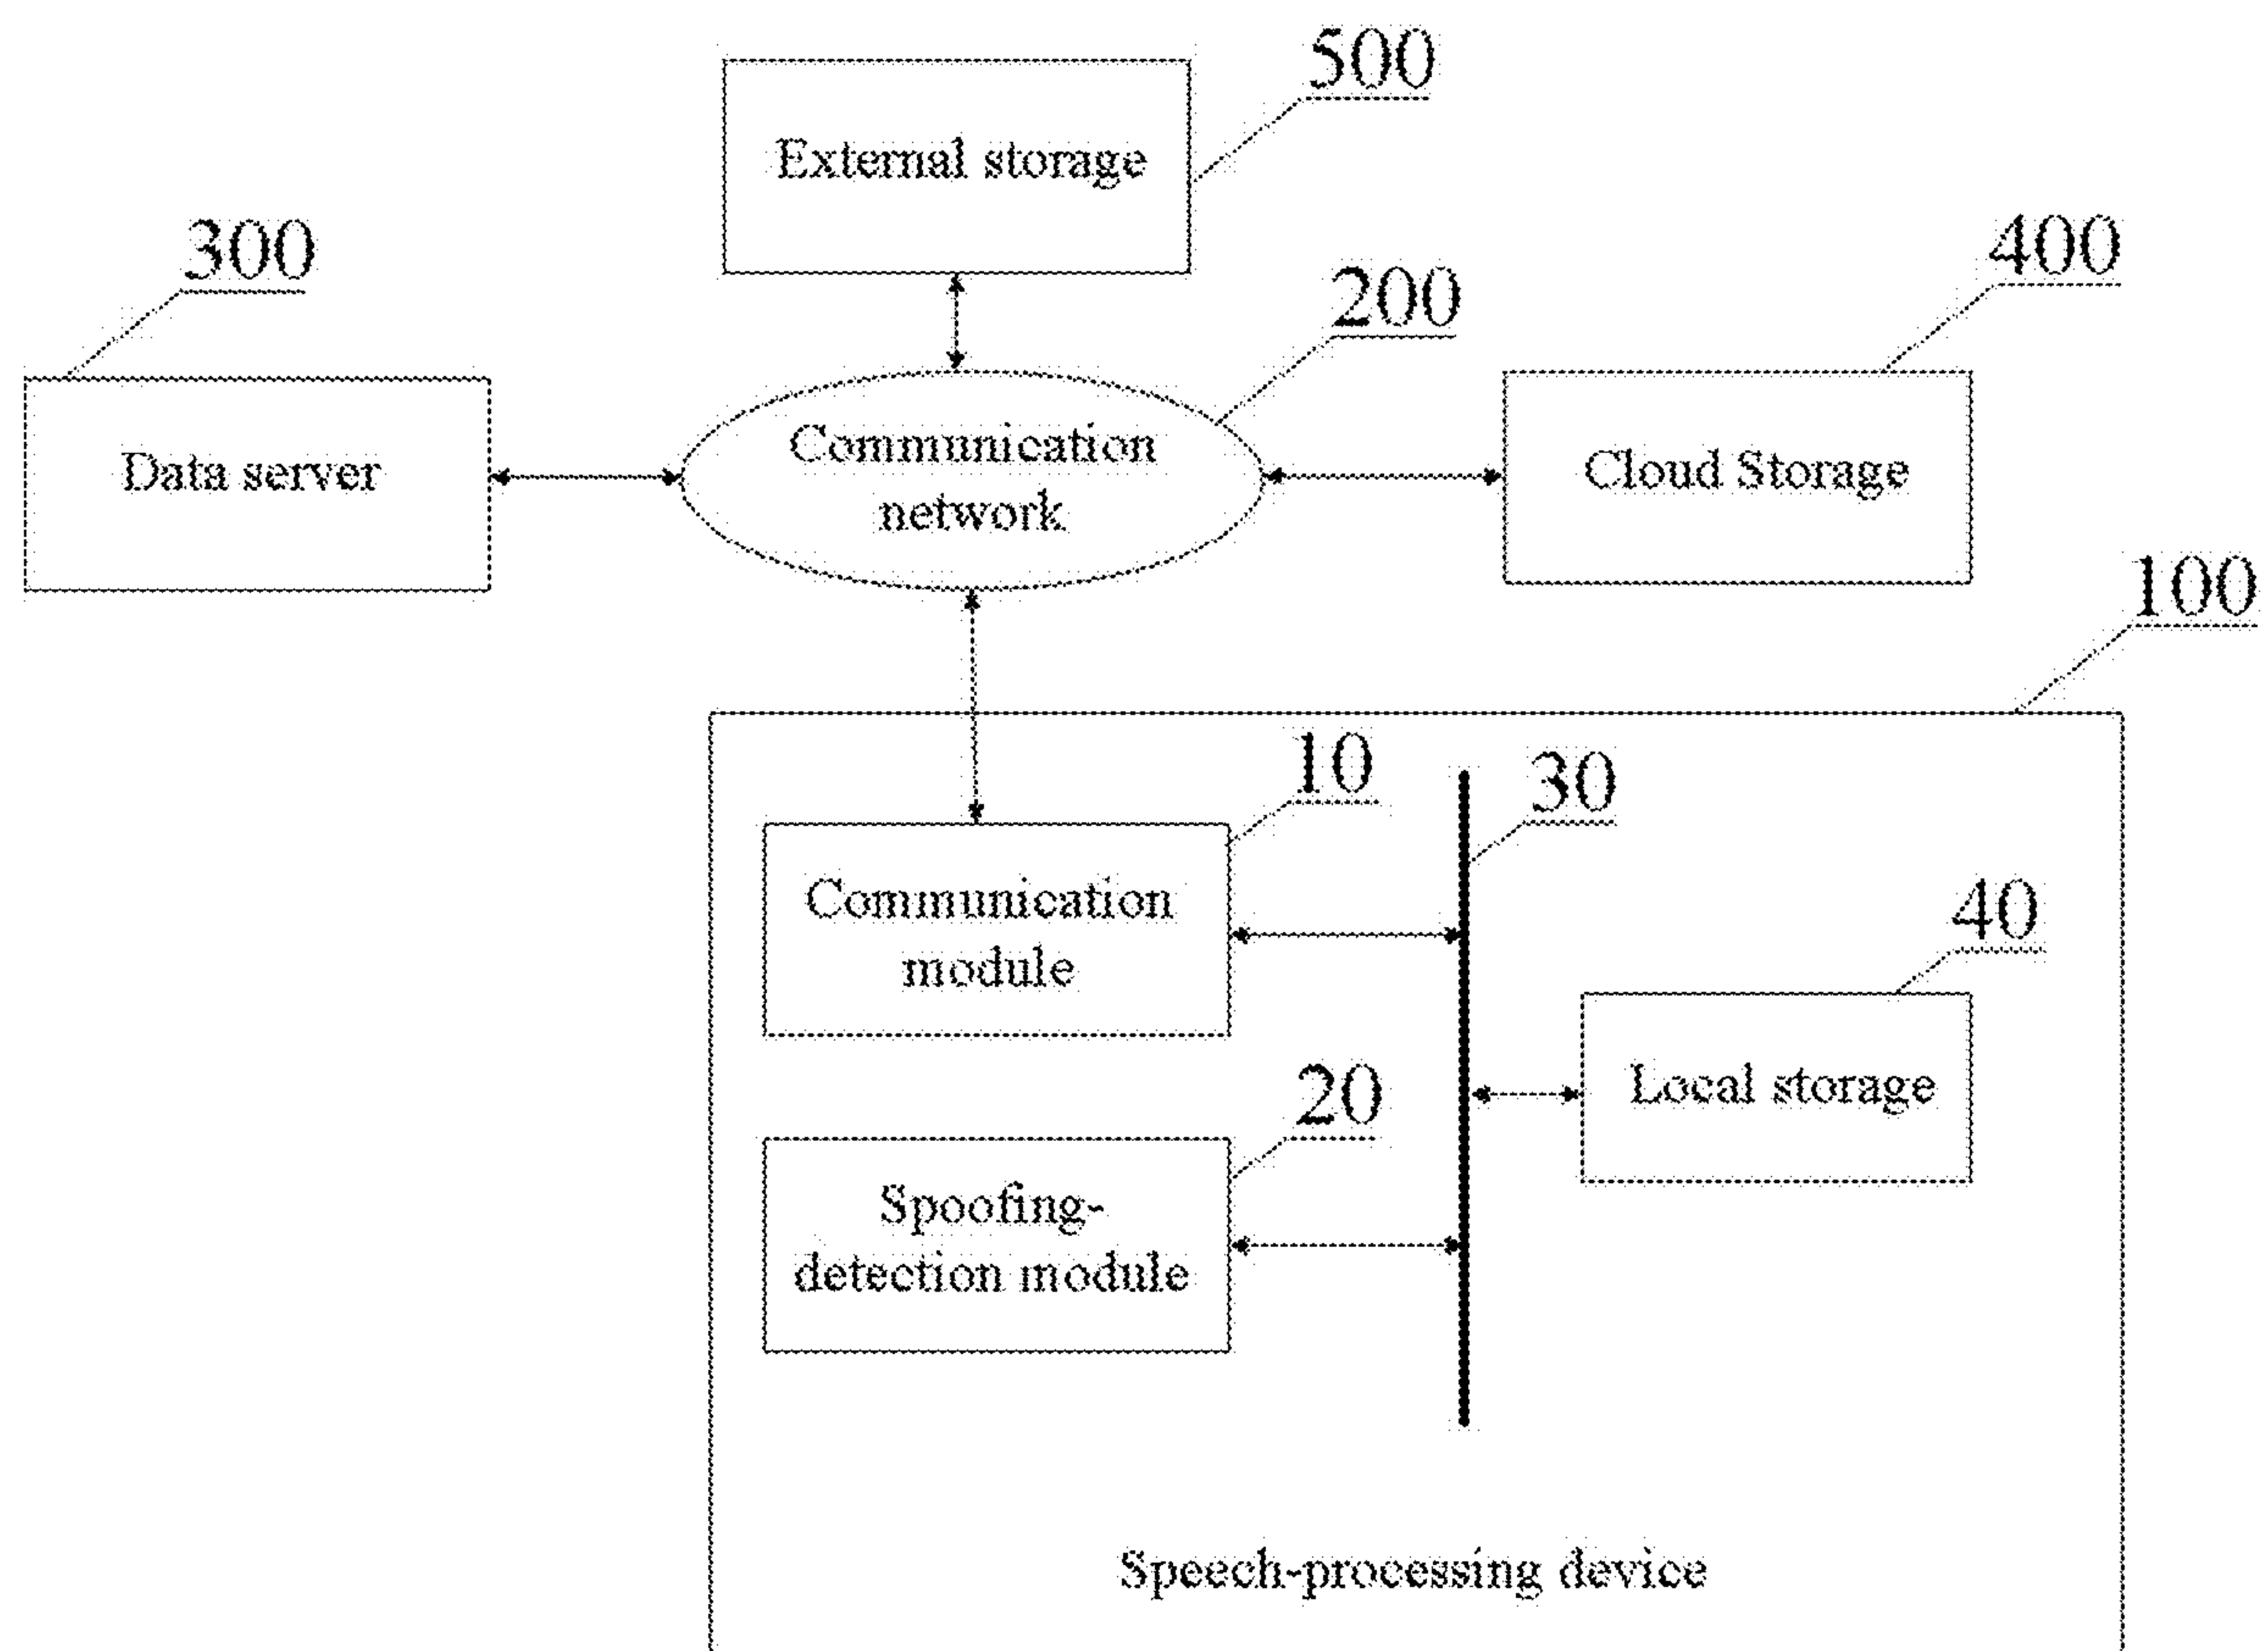 500
External storage
300
400
200
Data server
Communication
network
Cloud Storage
100
10
30
Communication
module
40
Local storage
20
Spoofing-
detection module
Speech-processing device